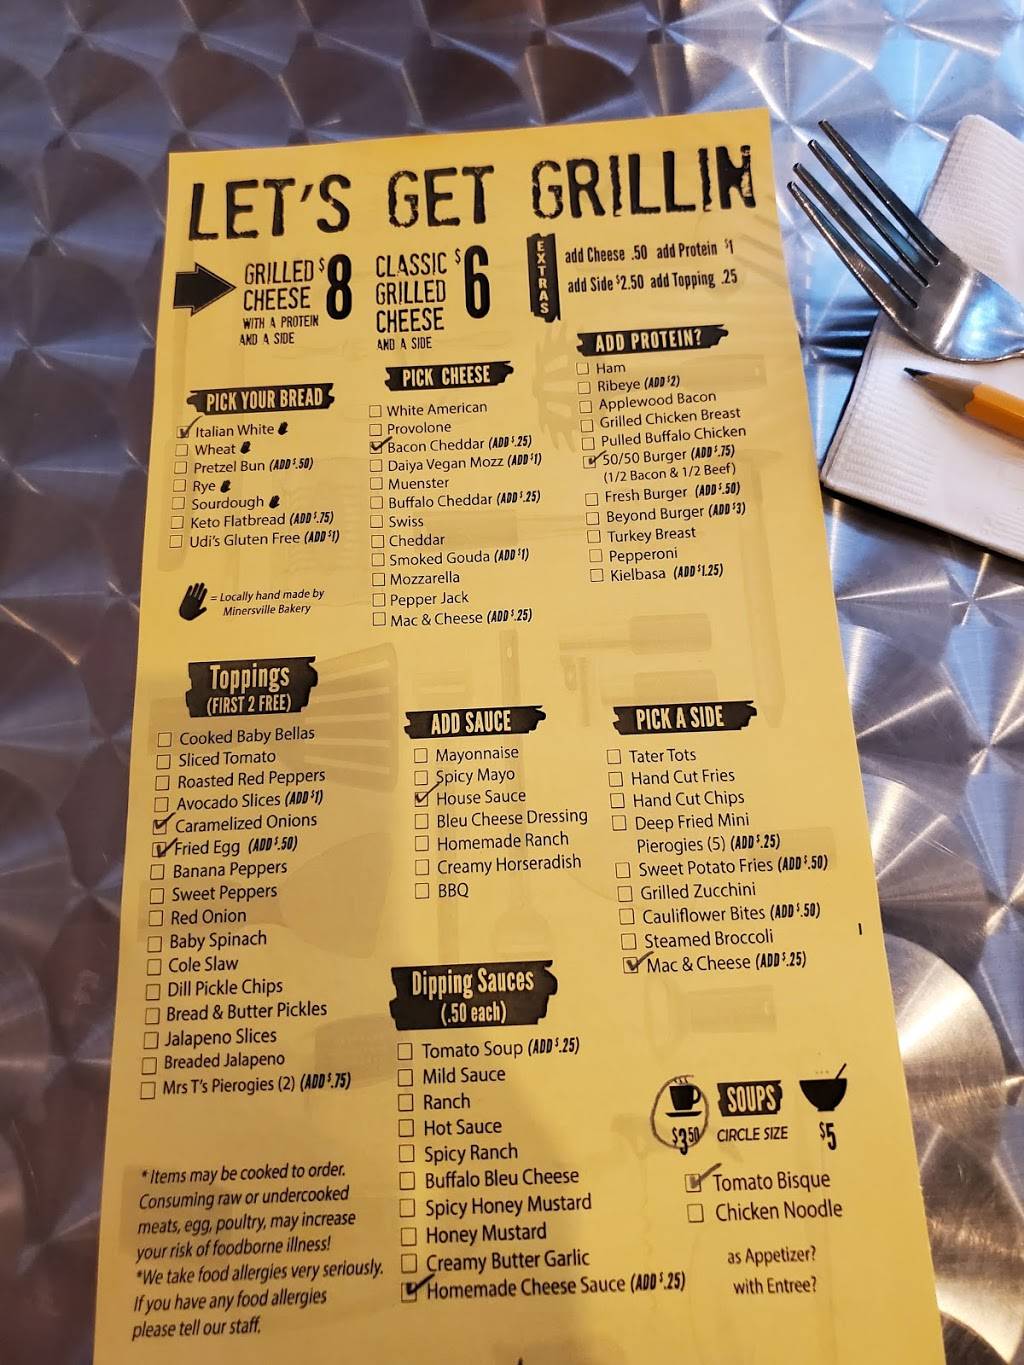 LET'S GET GRILLIN
GRILLED CHEESE $8
WITH A PROTEIN
AND A SIDE
CLASSIC GRILLED CHEESE $6
AND A SIDE
EXTRAS
add Cheese .50 add Protein $1
add Side $2.50 add Topping .25
PICK YOUR BREAD
Italian White
Wheat
Pretzel Bun (ADD $.50)
Rye
Sourdough
Keto Flatbread (ADD $.75)
Udi's Gluten Free (ADD $1)
= Locally hand made by
Minersville Bakery
PICK CHEESE
White American
Provolone
Bacon Cheddar (ADD $.25)
Daiya Vegan Mozz (ADD $1)
Muenster
Buffalo Cheddar (ADD $.25)
Swiss
Cheddar
Smoked Gouda (ADD $1)
Mozzarella
Pepper Jack
Mac & Cheese (ADD $.25)
ADD PROTEIN?
Ham
Ribeye (ADD $2)
Applewood Bacon
Grilled Chicken Breast
Pulled Buffalo Chicken
50/50 Burger (ADD $.75)
(1/2 Bacon & 1/2 Beef)
Fresh Burger (ADD $.50)
Beyond Burger (ADD $3)
Turkey Breast
Pepperoni
Kielbasa (ADD $1.25)
Toppings
(FIRST 2 FREE)
Cooked Baby Bellas
Sliced Tomato
Roasted Red Peppers
Avocado Slices (ADD $1)
Caramelized Onions
Fried Egg (ADD $.50)
Banana Peppers
Sweet Peppers
Red Onion
Baby Spinach
Cole Slaw
Dill Pickle Chips
Bread & Butter Pickles
Jalapeno Slices
Breaded Jalapeno
Mrs T's Pierogies (2) (ADD $.75)
ADD SAUCE
Mayonnaise
Spicy Mayo
House Sauce
Bleu Cheese Dressing
Homemade Ranch
Creamy Horseradish
BBQ
PICK A SIDE
Tater Tots
Hand Cut Fries
Hand Cut Chips
Deep Fried Mini
Pierogies (5) (ADD $.25)
Sweet Potato Fries (ADD $.50)
Grilled Zucchini
Cauliflower Bites (ADD $.50)
Steamed Broccoli
Mac & Cheese (ADD $.25)
Dipping Sauces
(.50 each)
Tomato Soup (ADD $.25)
Mild Sauce
Ranch
Hot Sauce
Spicy Ranch
Buffalo Bleu Cheese
Spicy Honey Mustard
Honey Mustard
Creamy Butter Garlic
Homemade Cheese Sauce (ADD $.25)
SOUPS
$3.50 CIRCLE SIZE $5
Tomato Bisque
Chicken Noodle
as Appetizer?
with Entree?
* Items may be cooked to order.
Consuming raw or undercooked
meats, egg, poultry, may increase
your risk of foodborne illness!
*We take food allergies very seriously.
If you have any food allergies
please tell our staff.